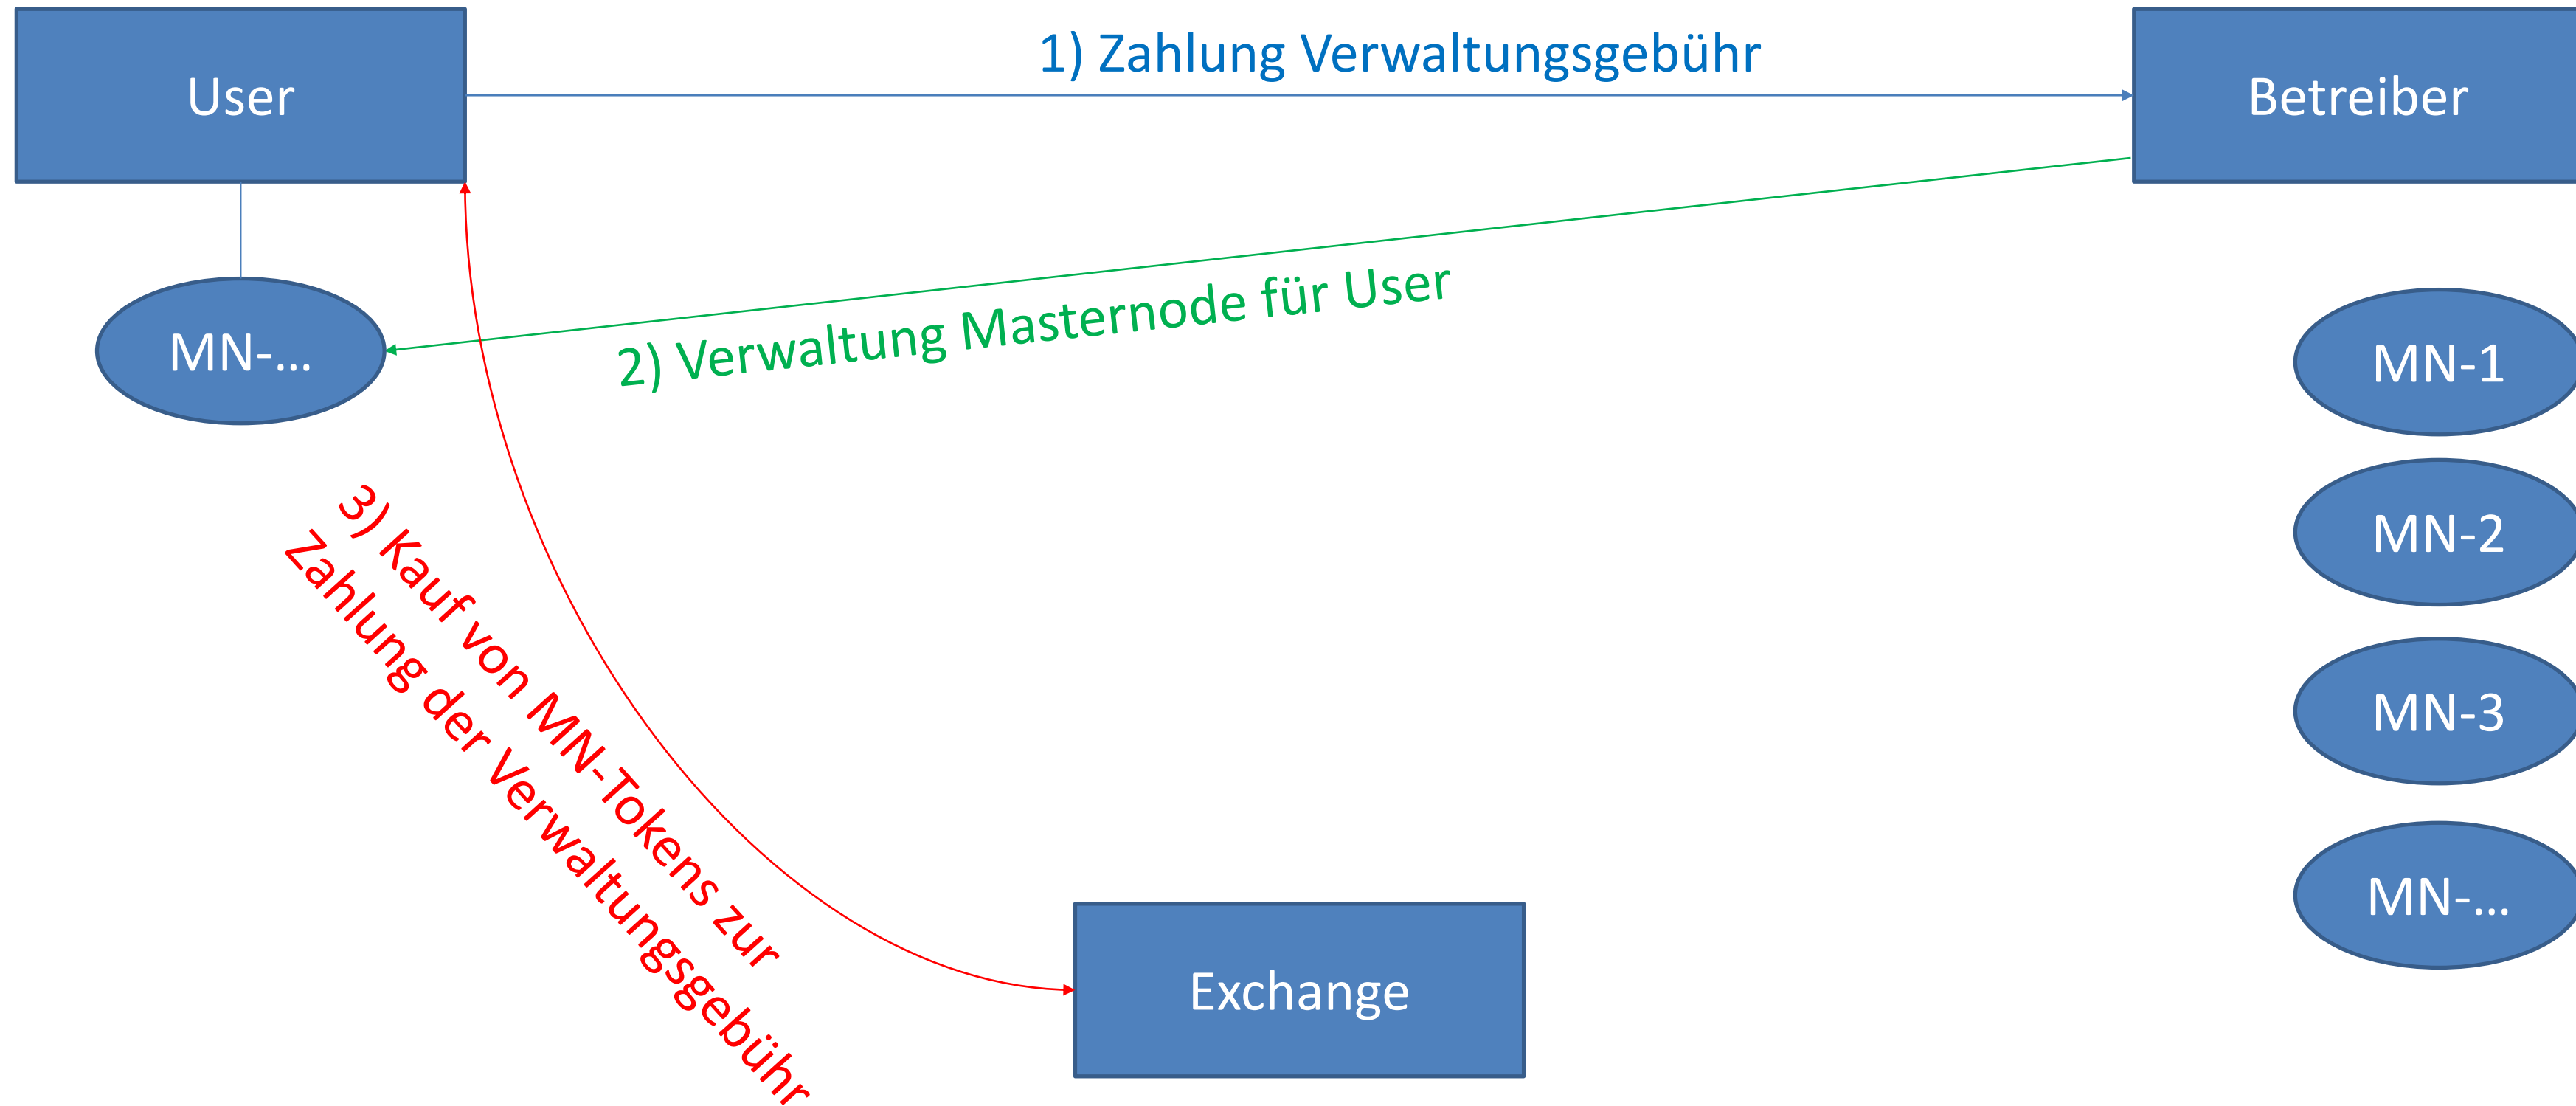 User
1) Zahlung Verwaltungsgebühr
Betreiber
2) Verwaltung Masternode für User
MN-...
MN-1
3) Kauf von MN-Tokens zur
Zahlung der Verwaltungsgebühr
MN-2
MN-3
MN-...
Exchange